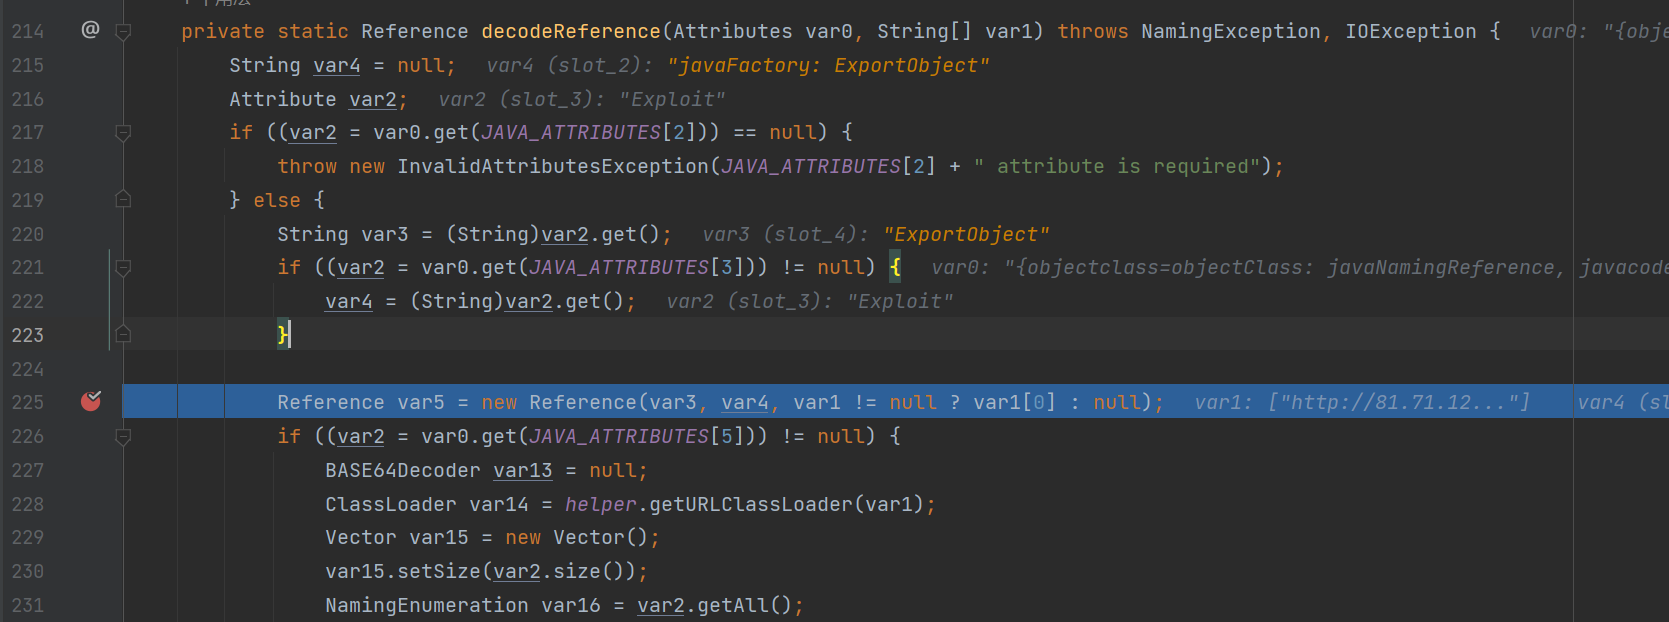 214 @ private static Reference decodeReference(Attributes var0, String[] var1) throws NamingException, IOException { var0: "{obje
215 String var4 = null; var4 (slot_2): "javaFactory: ExportObject"
216 Attribute var2; var2 (slot_3): "Exploit"
217 if ((var2 = var0.get(JAVA_ATTRIBUTES[2])) == null) {
218 throw new InvalidAttributesException(JAVA_ATTRIBUTES[2] + " attribute is required");
219 } else {
220 String var3 = (String)var2.get(); var3 (slot_4): "ExportObject"
221 if ((var2 = var0.get(JAVA_ATTRIBUTES[3])) != null) { var0: "{objectclass=objectClass: javaNamingReference, javacode
222 var4 = (String)var2.get(); var2 (slot_3): "Exploit"
223 }
224
225 Reference var5 = new Reference(var3, var4, var1 != null ? var1[0] : null); var1: ["http://81.71.12..."] var4 (sl
226 if ((var2 = var0.get(JAVA_ATTRIBUTES[5])) != null) {
227 BASE64Decoder var13 = null;
228 ClassLoader var14 = helper.getURLClassLoader(var1);
229 Vector var15 = new Vector();
230 var15.setSize(var2.size());
231 NamingEnumeration var16 = var2.getAll();